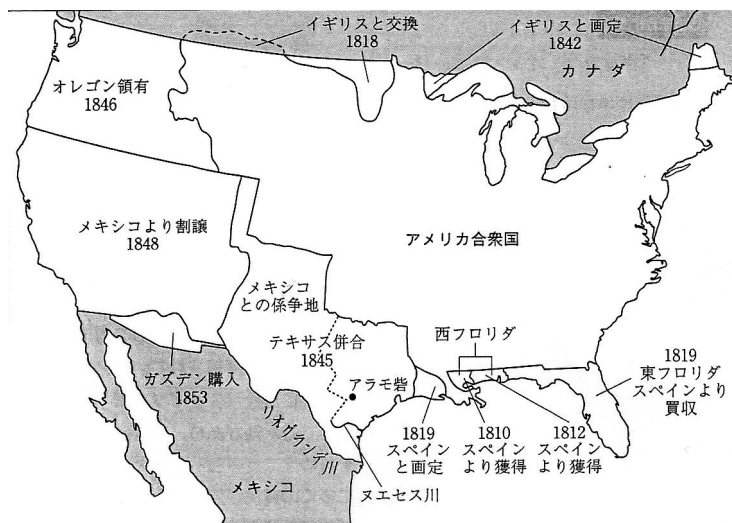 イギリスと交換
1818
イギリスと画定
1842
カナダ
オレゴン領有
1846
メキシコより割譲
1848
アメリカ合衆国
メキシコ
との係争地
テキサス併合
1845
西フロリダ
1819
東フロリダ
スペインより
買収
ガズデン購入
1853
アラモ砦
リオグランデ川
1819
スペイン
と画定
1810
スペイン
より獲得
1812
スペイン
より獲得
メキシコ
ヌエセス川